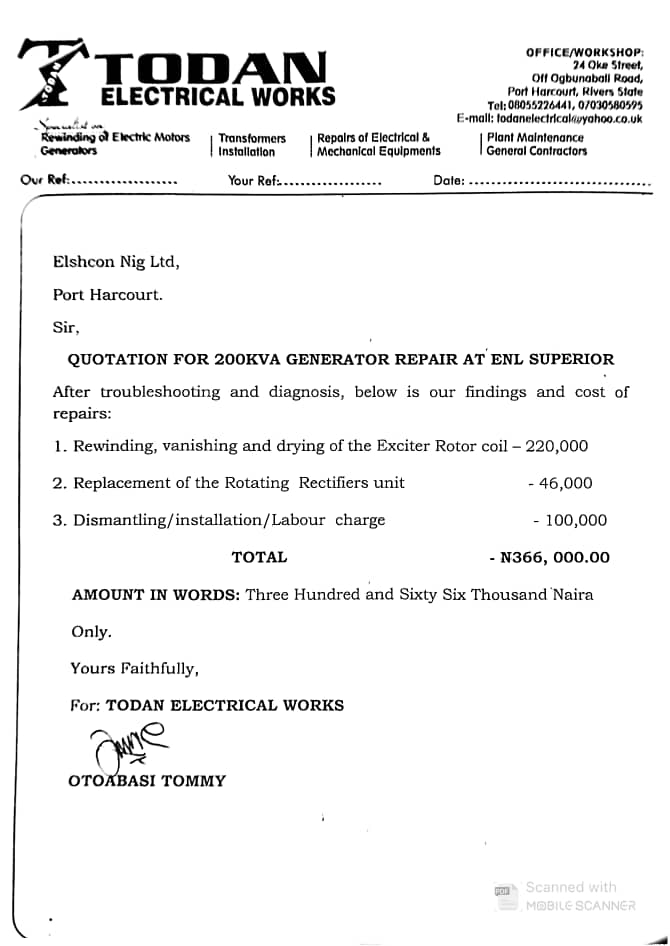 TODAN
TODAN
ELECTRICAL WORKS
OFFICE/WORKSHOP:
24 Oke Street,
Off Ogbunabali Road,
Port Harcourt, Rivers State
Tel: 08055226441, 07030580595
E-mail: todanelectrical@yahoo.co.uk
Specialist on
Rewinding of Electric Motors
Generators
Transformers
Installation
Repairs of Electrical &
Mechanical Equipments
Plant Maintenance
General Contractors
Our Ref:................... Your Ref:.................. Date: ................................
Elshcon Nig Ltd,
Port Harcourt.
Sir,
QUOTATION FOR 200KVA GENERATOR REPAIR AT ENL SUPERIOR
After troubleshooting and diagnosis, below is our findings and cost of
repairs:
1. Rewinding, vanishing and drying of the Exciter Rotor coil – 220,000
2. Replacement of the Rotating Rectifiers unit - 46,000
3. Dismantling/installation/Labour charge - 100,000
TOTAL - N366, 000.00
AMOUNT IN WORDS: Three Hundred and Sixty Six Thousand Naira
Only.
Yours Faithfully,
For: TODAN ELECTRICAL WORKS
OTOABASI TOMMY
PDF
Scanned with
MOBILE SCANNER